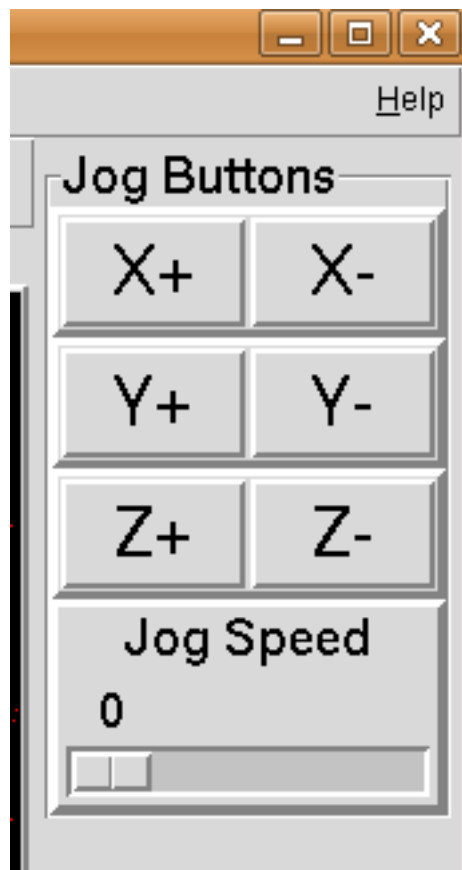 Help
Jog Buttons
X+ X-
Y+ Y-
Z+ Z-
Jog Speed
0